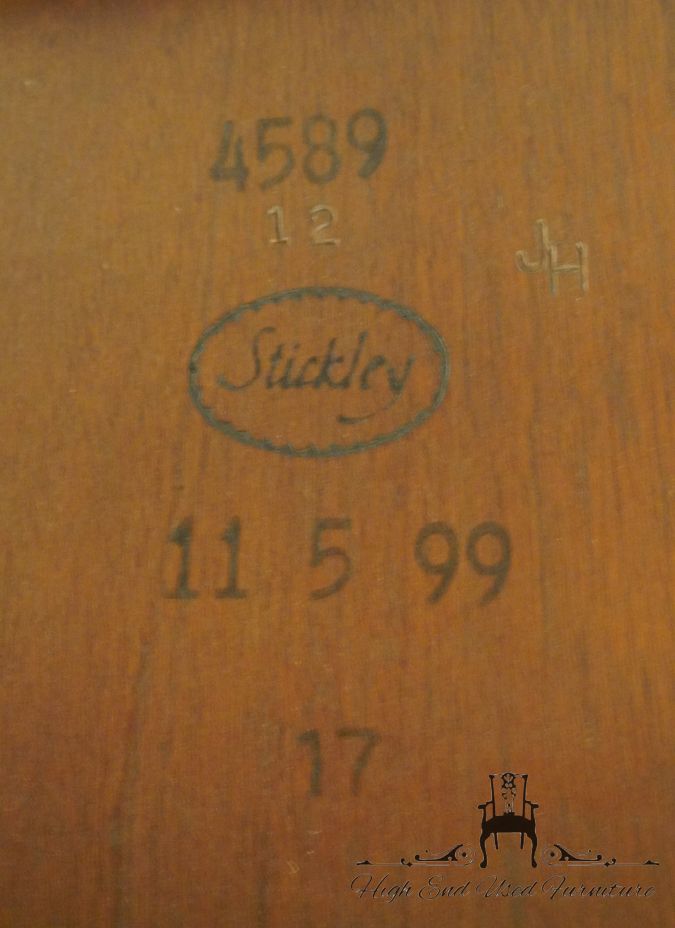 4589
12
JH
Stickley
11 5 99
17
High End Used Furniture